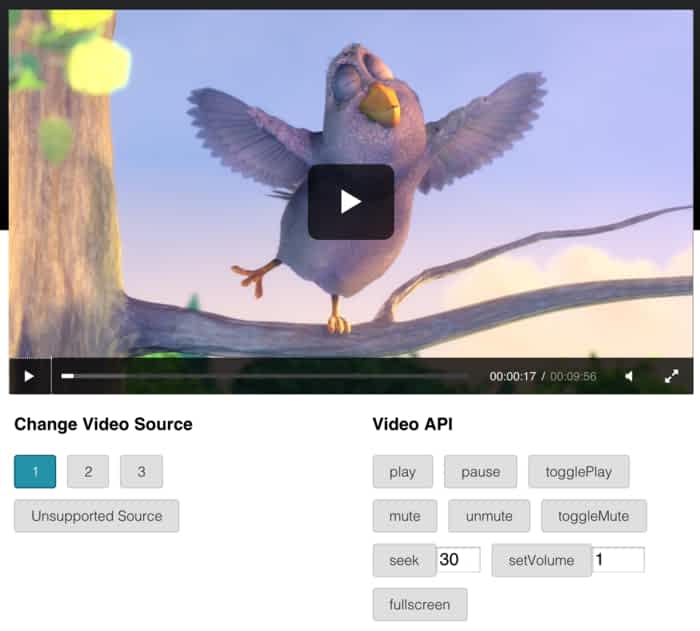 00:00:17 / 00:09:56
Change Video Source
1 2 3
Unsupported Source
Video API
play pause togglePlay
mute unmute toggleMute
seek 30 setVolume 1
fullscreen